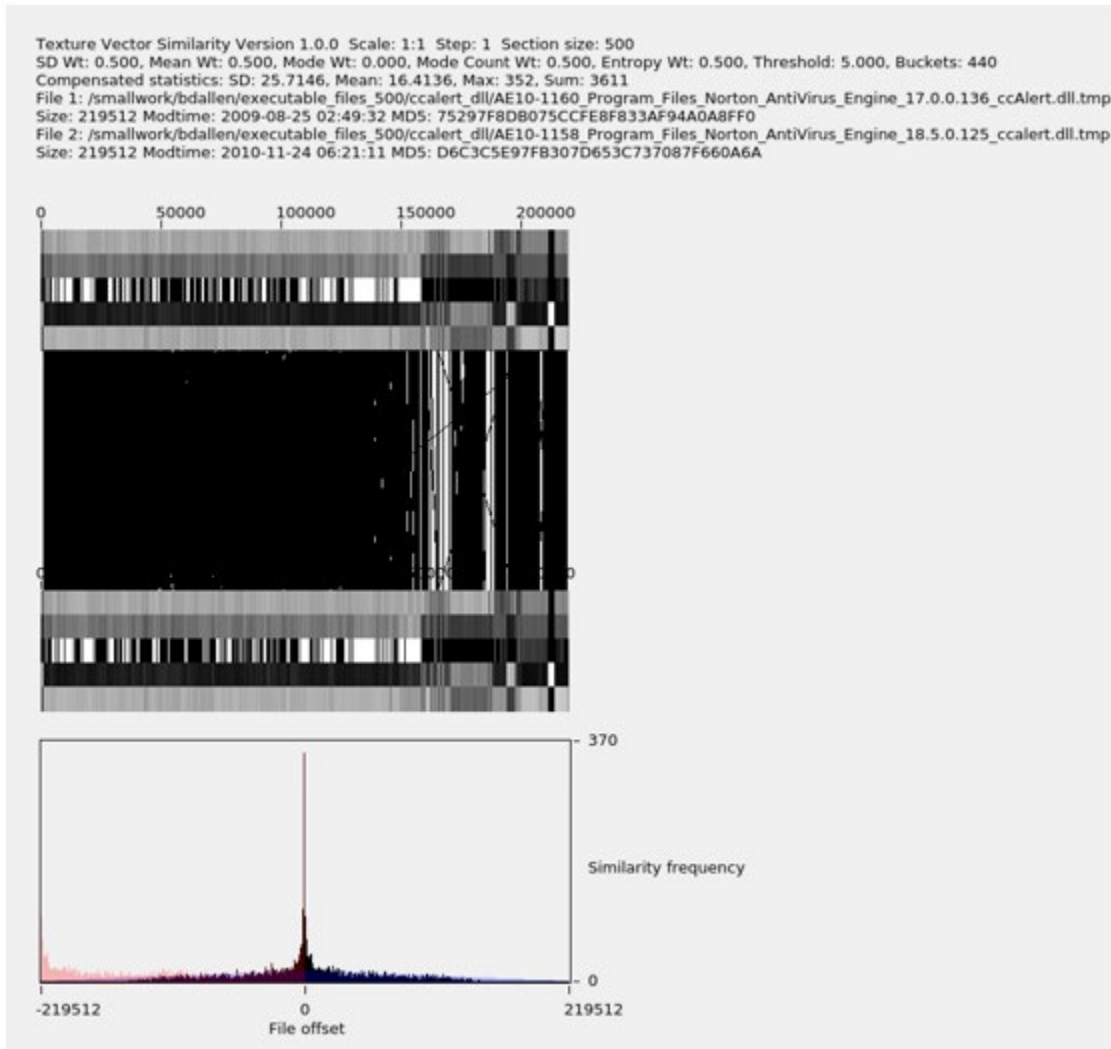 Texture Vector Similarity Version 1.0.0 Scale: 1:1 Step: 1 Section size: 500
SD Wt: 0.500, Mean Wt: 0.500, Mode Wt: 0.000, Mode Count Wt: 0.500, Entropy Wt: 0.500, Threshold: 5.000, Buckets: 440
Compensated statistics: SD: 25.7146, Mean: 16.4136, Max: 352, Sum: 3611
File 1: /smallwork/bdallen/executable_files_500/ccalert_dll/AE10-1160_Program_Files_Norton_AntiVirus_Engine_17.0.0.136_ccAlert.dll.tmp
Size: 219512 Modtime: 2009-08-25 02:49:32 MD5: 75297F8DB075CCFE8F833AF94A0A8FF0
File 2: /smallwork/bdallen/executable_files_500/ccalert_dll/AE10-1158_Program_Files_Norton_AntiVirus_Engine_18.5.0.125_ccalert.dll.tmp
Size: 219512 Modtime: 2010-11-24 06:21:11 MD5: D6C3C5E97FB307D653C737087F660A6A
0 50000 100000 150000 200000
370
Similarity frequency
0
-219512 0 219512
File offset